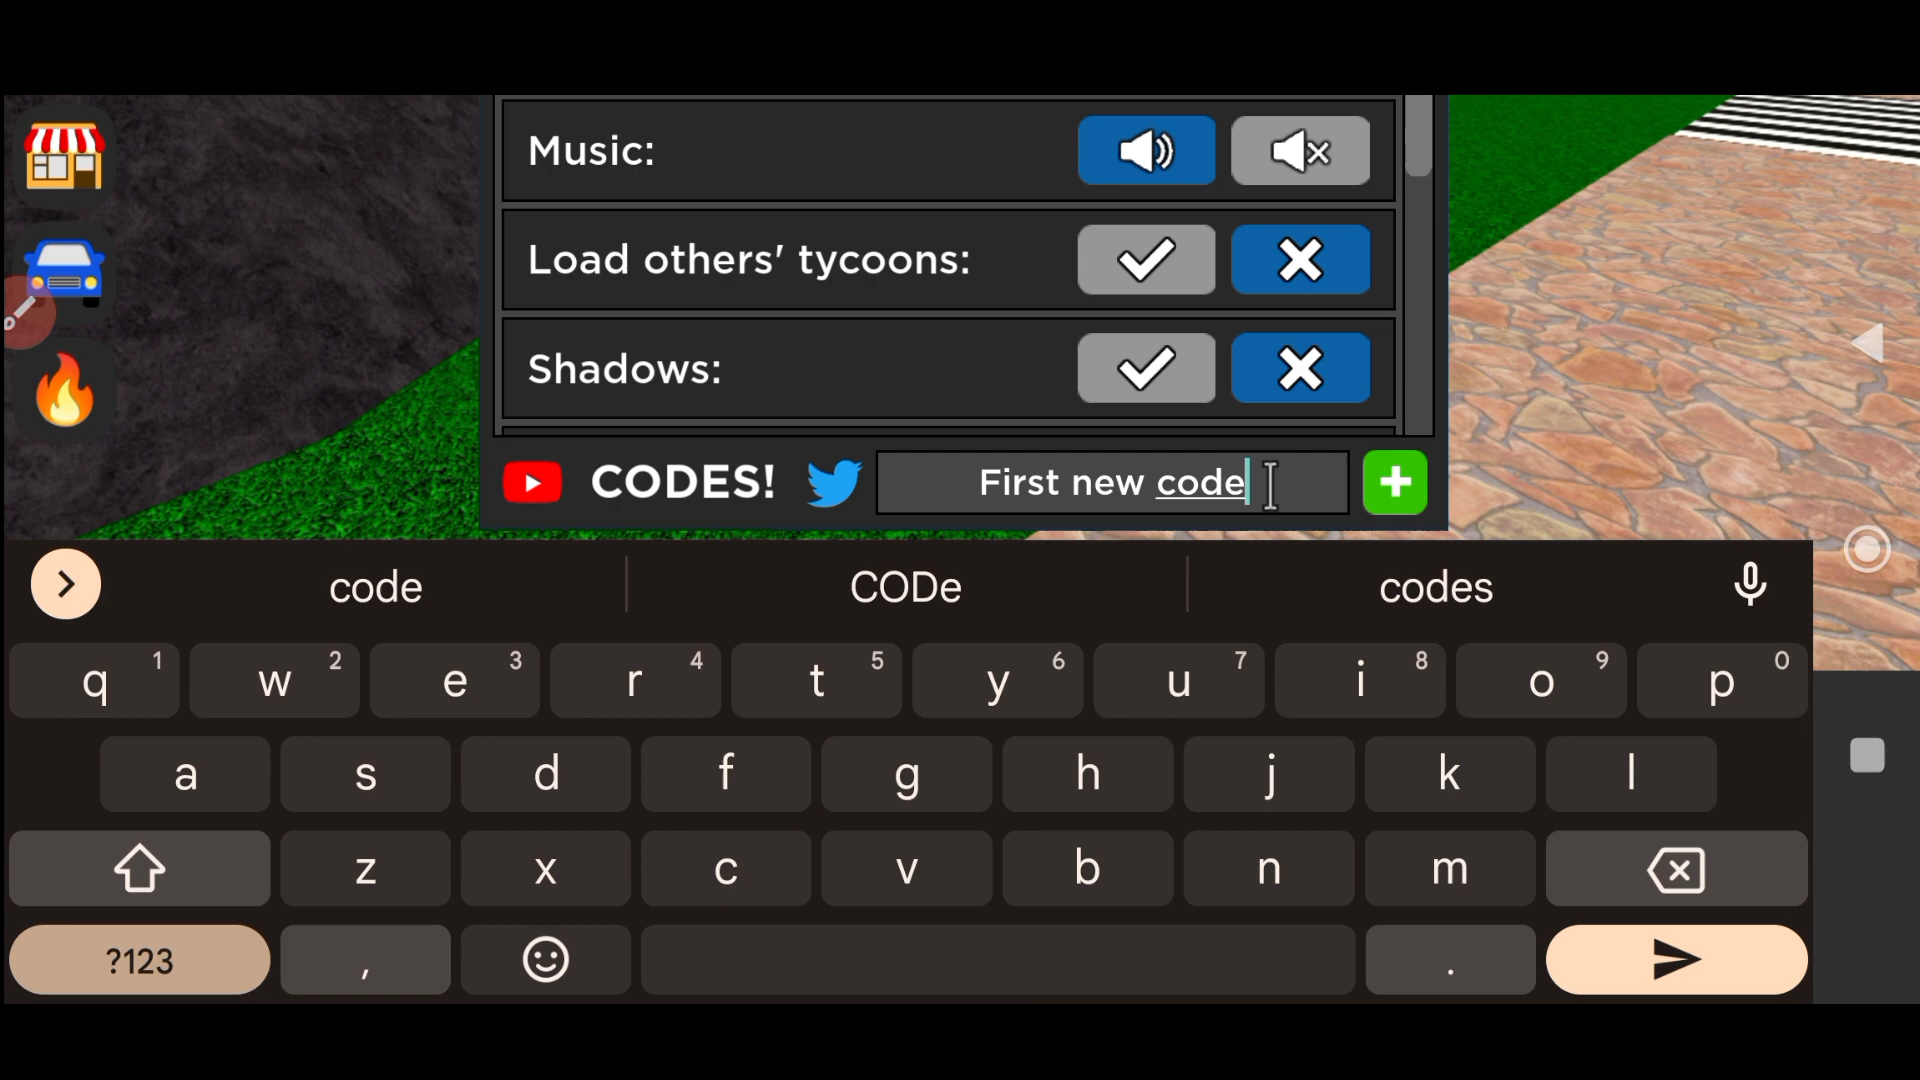 Music:
Load others' tycoons:
Shadows:
CODES! First new code
code CODe codes
q 1 w 2 e 3 r 4 t 5 y 6 u 7 i 8 o 9 p 0
a s d f g h j k l
z x c v b n m
?123 , .